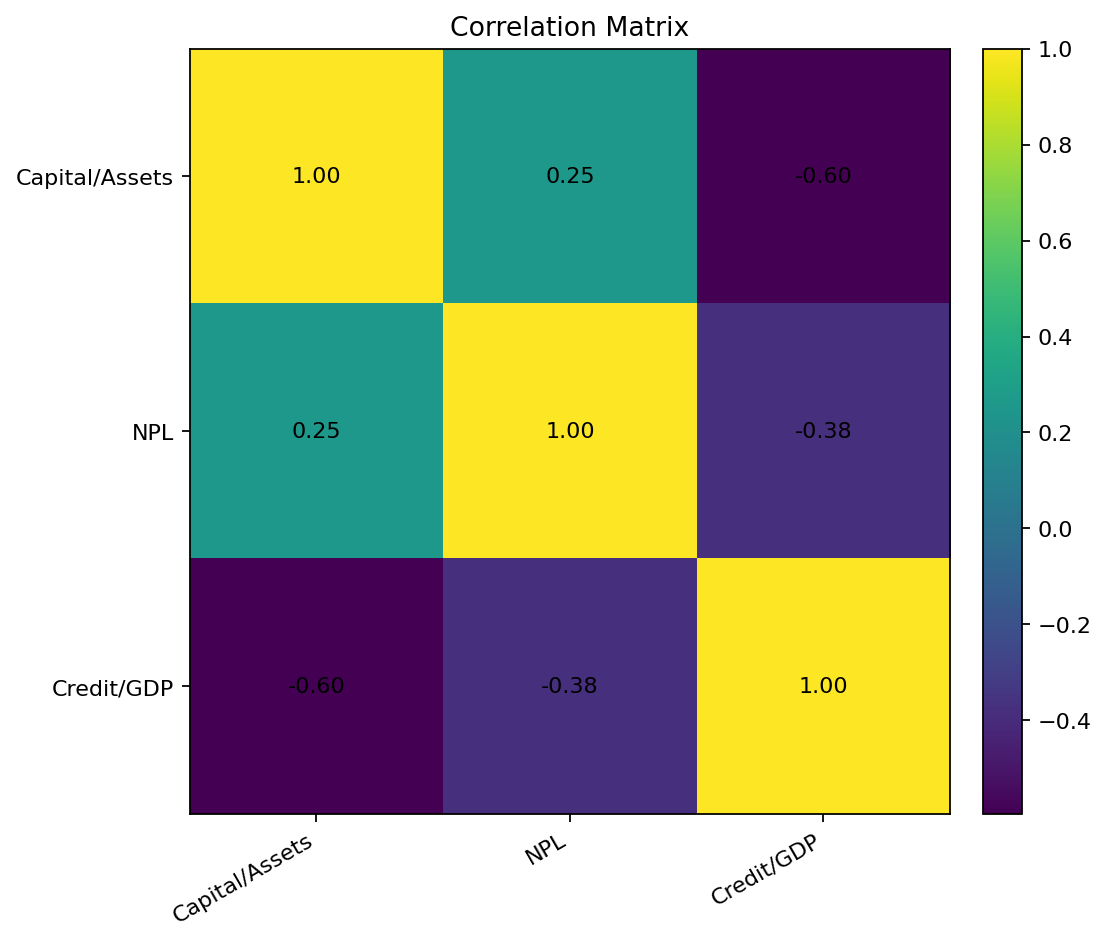 Correlation Matrix
Capital/Assets
NPL
Credit/GDP
1.00 0.25 -0.60
0.25 1.00 -0.38
-0.60 -0.38 1.00
Capital/Assets
NPL
Credit/GDP
1.0
0.8
0.6
0.4
0.2
0.0
−0.2
−0.4